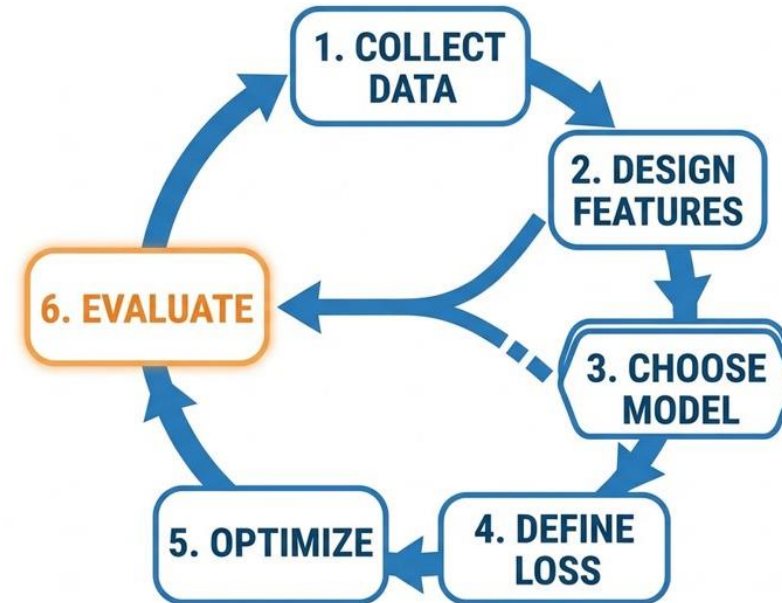 1. COLLECT
DATA
2. DESIGN
FEATURES
3. CHOOSE
MODEL
4. DEFINE
LOSS
5. OPTIMIZE
6. EVALUATE